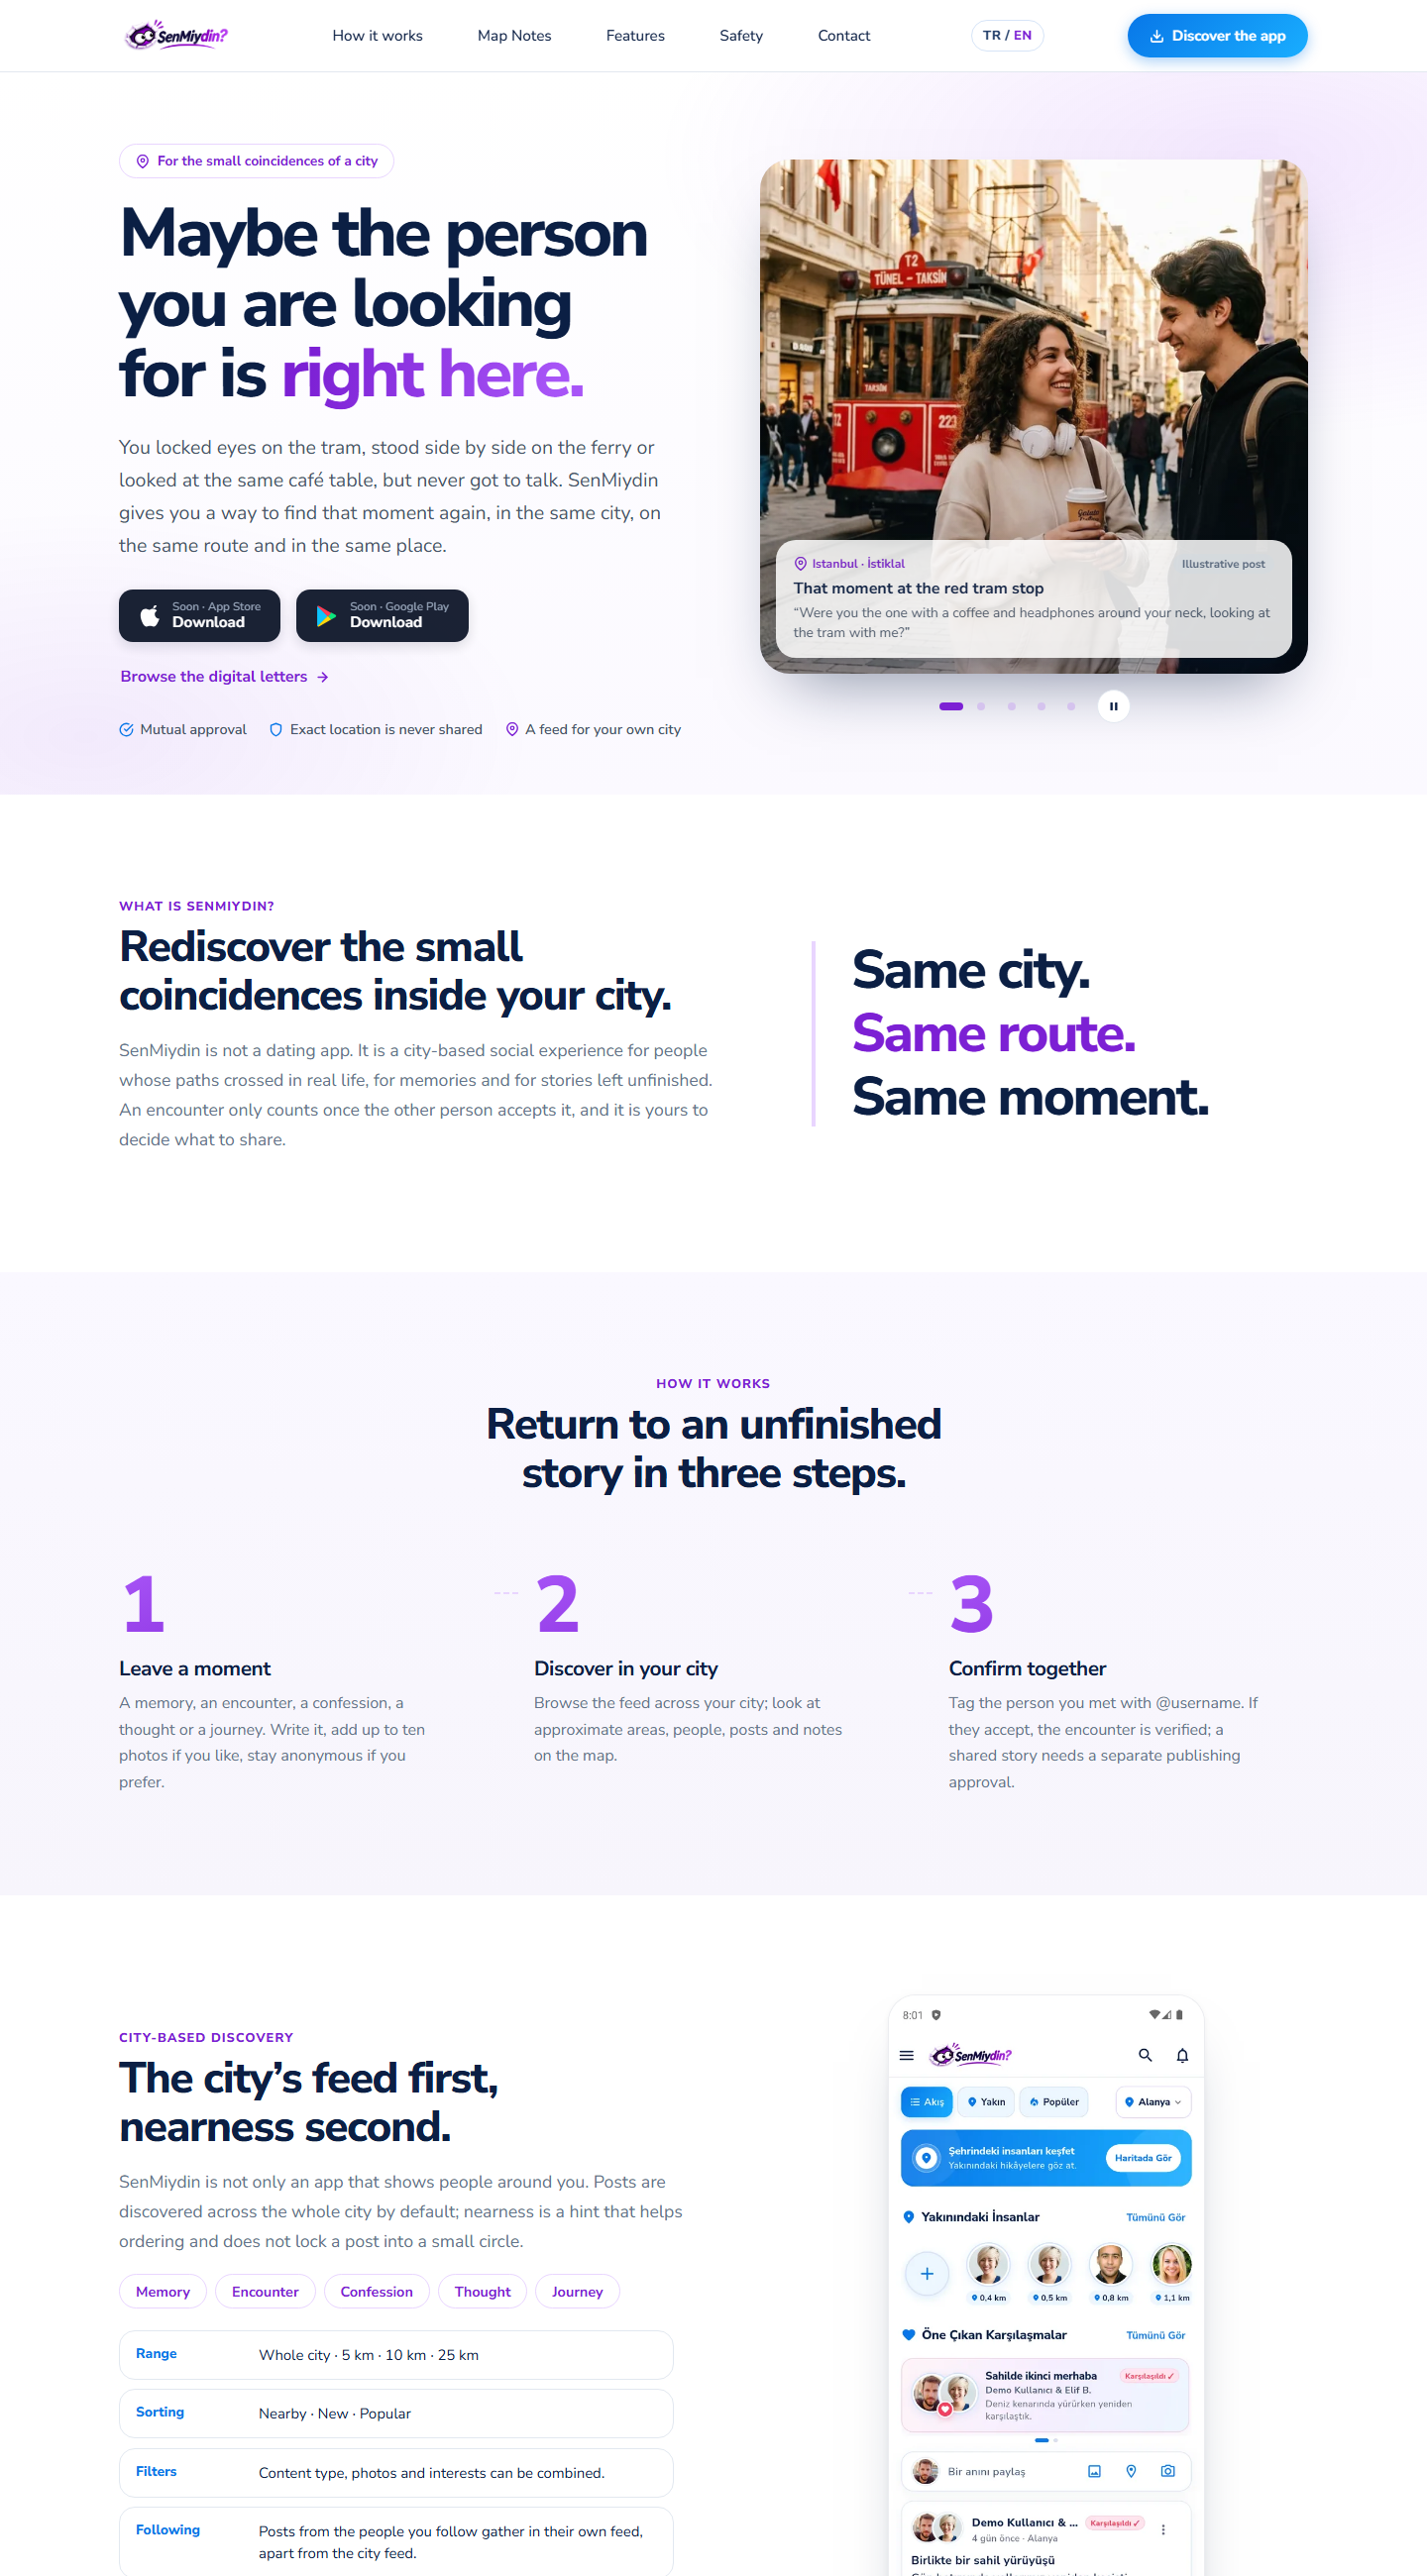 SenMiydin?
How it works
Map Notes
Features
Safety
Contact
TR / EN
Discover the app
For the small coincidences of a city
Maybe the person
you are looking
for is right here.
You locked eyes on the tram, stood side by side on the ferry or
looked at the same café table, but never got to talk. SenMiydin
gives you a way to find that moment again, in the same city, on
the same route and in the same place.
Soon · App Store
Download
Soon · Google Play
Download
Browse the digital letters
Mutual approval
Exact location is never shared
A feed for your own city
T2
TÜNEL - TAKSİM
TAKSİM
223
Istanbul · İstiklal
Illustrative post
That moment at the red tram stop
“Were you the one with a coffee and headphones around your neck, looking at
the tram with me?”
WHAT IS SENMIYDIN?
Rediscover the small
coincidences inside your city.
SenMiydin is not a dating app. It is a city-based social experience for people
whose paths crossed in real life, for memories and for stories left unfinished.
An encounter only counts once the other person accepts it, and it is yours to
decide what to share.
Same city.
Same route.
Same moment.
HOW IT WORKS
Return to an unfinished
story in three steps.
1
Leave a moment
A memory, an encounter, a confession, a
thought or a journey. Write it, add up to ten
photos if you like, stay anonymous if you
prefer.
2
Discover in your city
Browse the feed across your city; look at
approximate areas, people, posts and notes
on the map.
3
Confirm together
Tag the person you met with @username. If
they accept, the encounter is verified; a
shared story needs a separate publishing
approval.
CITY-BASED DISCOVERY
The city’s feed first,
nearness second.
SenMiydin is not only an app that shows people around you. Posts are
discovered across the whole city by default; nearness is a hint that helps
ordering and does not lock a post into a small circle.
Memory
Encounter
Confession
Thought
Journey
Range
Whole city · 5 km · 10 km · 25 km
Sorting
Nearby · New · Popular
Filters
Content type, photos and interests can be combined.
Following
Posts from the people you follow gather in their own feed,
apart from the city feed.
8:01
SenMiydin?
Akış
Yakın
Popüler
Alanya
Şehrindeki insanları keşfet
Yakınındaki hikâyelere göz at.
Haritada Gör
Yakınındaki İnsanlar
Tümünü Gör
0,4 km
0,5 km
0,8 km
1,1 km
Öne Çıkan Karşılaşmalar
Tümünü Gör
Sahilde ikinci merhaba
Karşılaşıldı ✓
Demo Kullanıcı & Elif B.
Deniz kenarında yürürken yeniden
karşılaştık.
Bir anını paylaş
Demo Kullanıcı & ...
Karşılaşıldı ✓
4 gün önce · Alanya
Birlikte bir sahil yürüyüşü